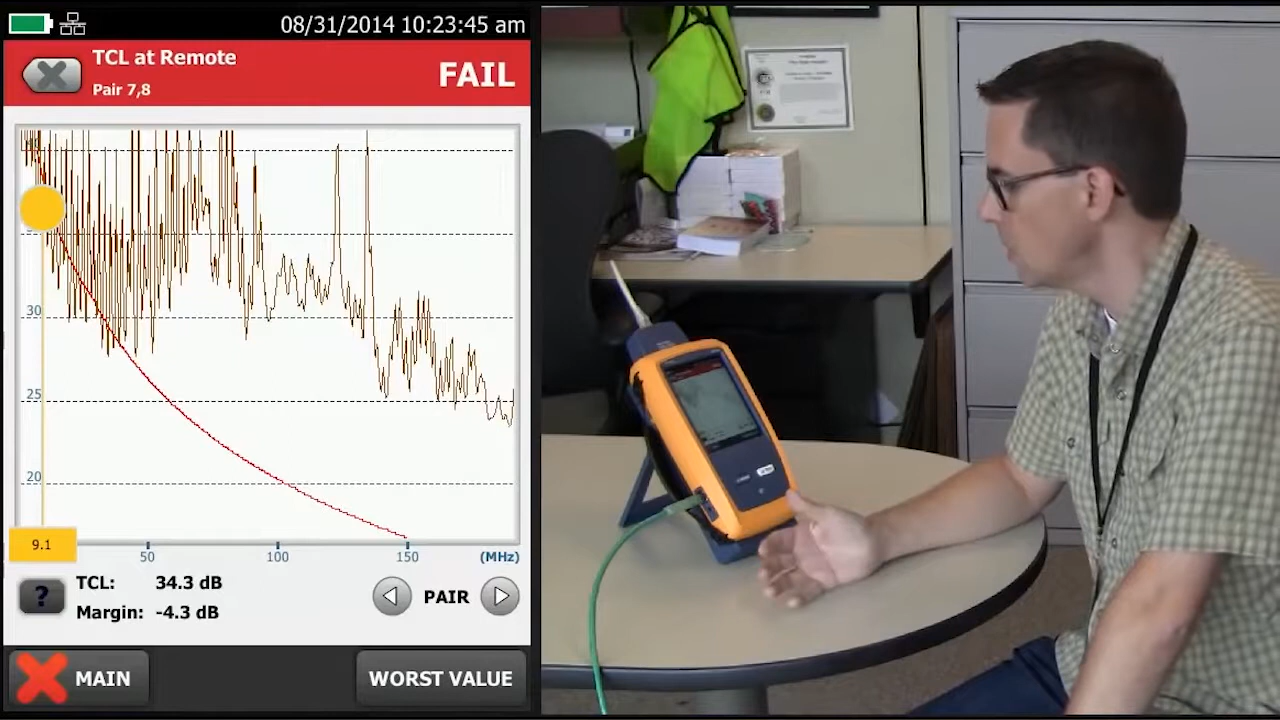 08/31/2014 10:23:45 am
TCL at Remote
Pair 7,8
FAIL
30
25
20
9.1
50
100
150
(MHz)
?
TCL: 34.3 dB
Margin: -4.3 dB
PAIR
MAIN
WORST VALUE